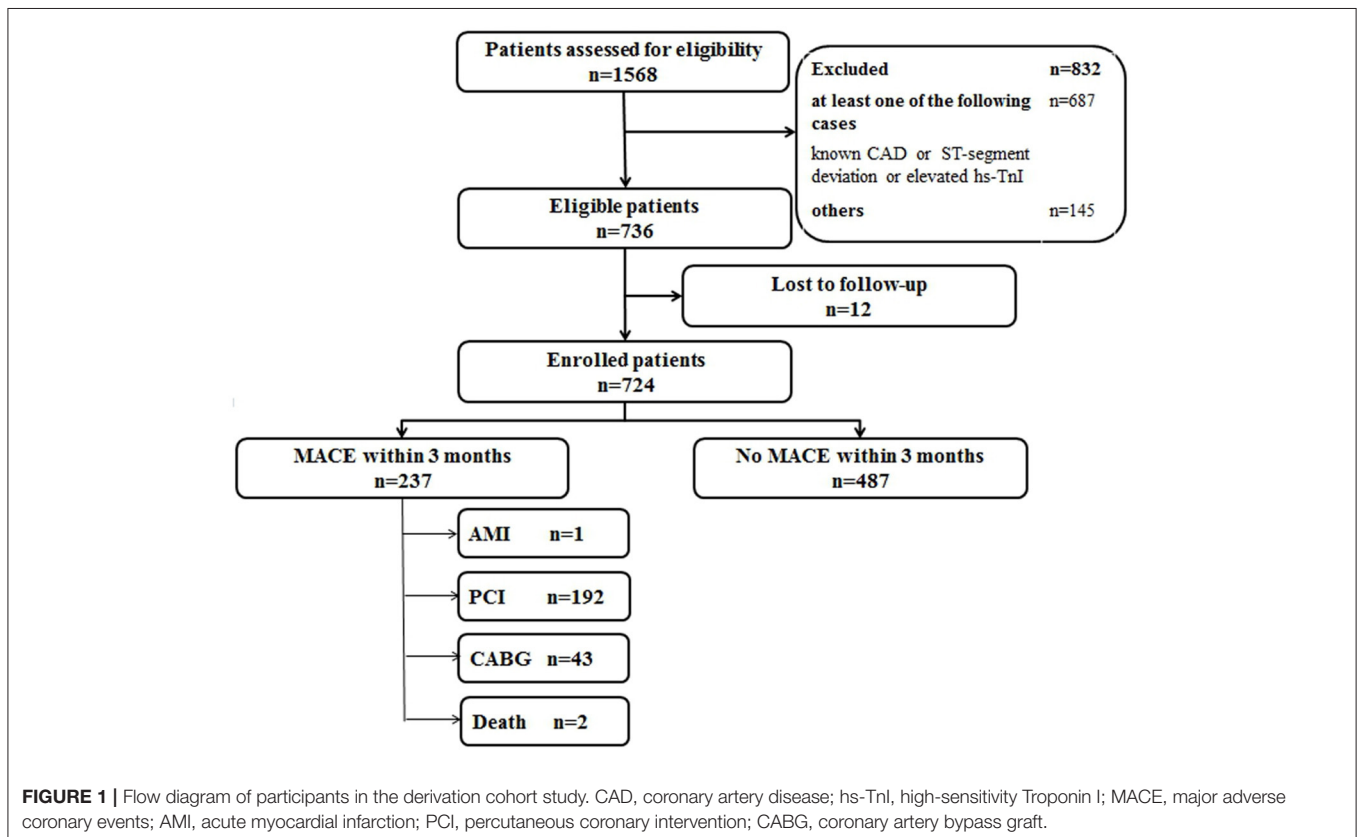 Patients assessed for eligibility
n=1568
Excluded n=832
at least one of the following n=687
cases
known CAD or ST-segment
deviation or elevated hs-TnI
others n=145
Eligible patients
n=736
Lost to follow-up
n=12
Enrolled patients
n=724
MACE within 3 months
n=237
No MACE within 3 months
n=487
AMI n=1
PCI n=192
CABG n=43
Death n=2
FIGURE 1 | Flow diagram of participants in the derivation cohort study. CAD, coronary artery disease; hs-TnI, high-sensitivity Troponin I; MACE, major adverse
coronary events; AMI, acute myocardial infarction; PCI, percutaneous coronary intervention; CABG, coronary artery bypass graft.